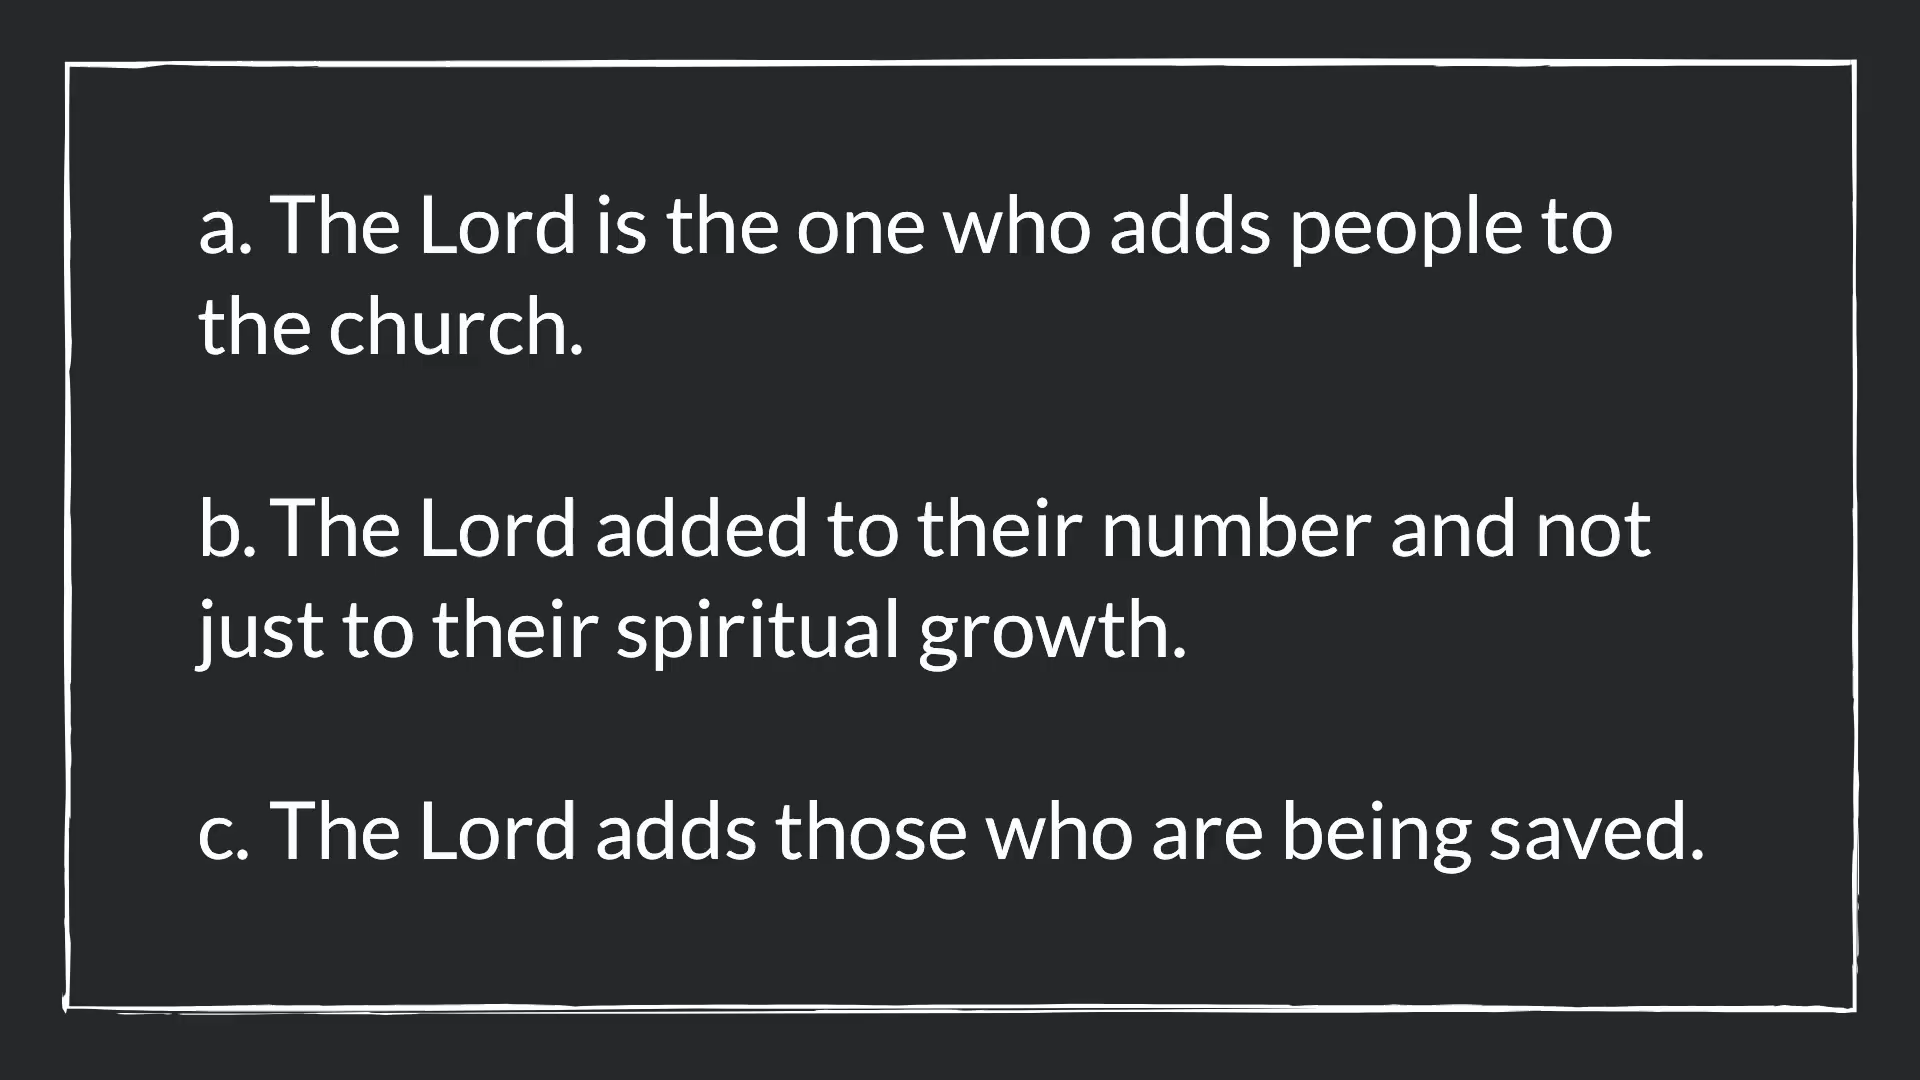 a. The Lord is the one who adds people to
the church.
b. The Lord added to their number and not
just to their spiritual growth.
c. The Lord adds those who are being saved.